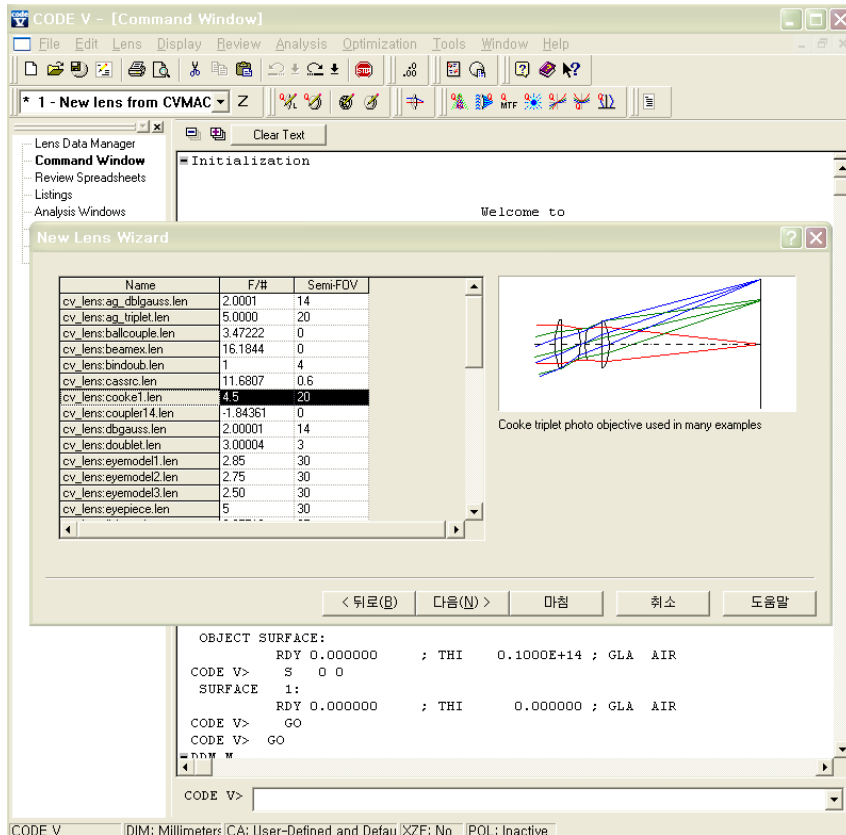 CODE V - [Command Window]
File Edit Lens Display Review Analysis Optimization Tools Window Help
* 1 - New lens from CVMAC
Z
MTF
Clear Text
Lens Data Manager
Command Window
Review Spreadsheets
Listings
Analysis Windows
Initialization
Welcome to
New Lens Wizard
Name F/# Semi-FOV
cv_lens:ag_dblgauss.len 2.0001 14
cv_lens:ag_triplet.len 5.0000 20
cv_lens:ballcouple.len 3.47222 0
cv_lens:beamex.len 16.1844 0
cv_lens:bindoub.len 1 4
cv_lens:cassrc.len 11.6807 0.6
cv_lens:cooke1.len 4.5 20
cv_lens:coupler14.len -1.84361 0
cv_lens:dbgauss.len 2.00001 14
cv_lens:doublet.len 3.00004 3
cv_lens:eyemodel1.len 2.85 30
cv_lens:eyemodel2.len 2.75 30
cv_lens:eyemodel3.len 2.50 30
cv_lens:eyepiece.len 5 30
Cooke triplet photo objective used in many examples
< 뒤로(B) 다음(N) > 마침 취소 도움말
OBJECT SURFACE:
RDY 0.000000 ; THI 0.1000E+14 ; GLA AIR
CODE V> S 0 0
SURFACE 1:
RDY 0.000000 ; THI 0.000000 ; GLA AIR
CODE V> GO
CODE V> GO
CODE V>
CODE V DIM: Millimeters CA: User-Defined and Defau XZF: No POL: Inactive